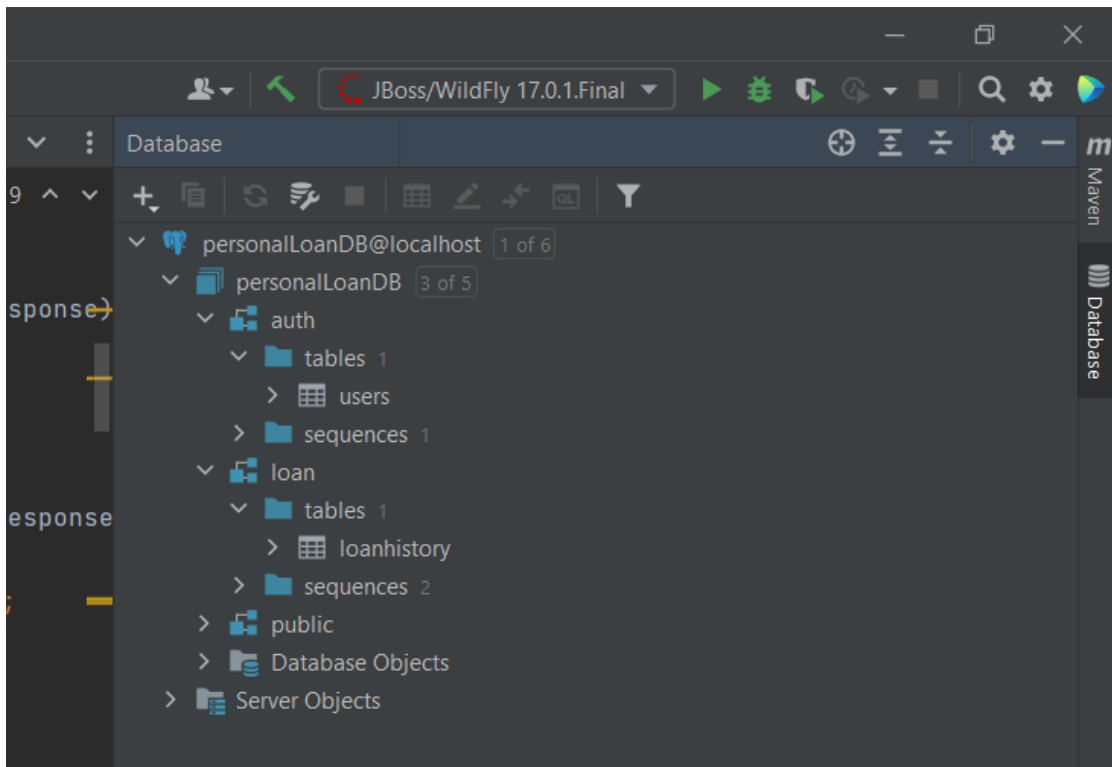 JBoss/WildFly 17.0.1.Final
Database
m
Maven
9
QL
personalLoanDB@localhost 1 of 6
personalLoanDB 3 of 5
sponse)
auth
tables 1
users
Database
sequences 1
loan
tables 1
esponse
loanhistory
sequences 2
;
public
Database Objects
Server Objects